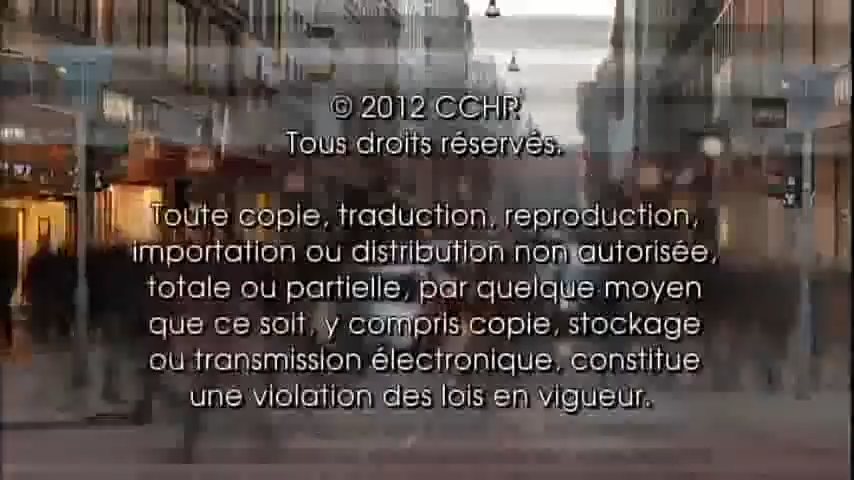 © 2012 CCHR
Tous droits réservés.
Toute copie, traduction, reproduction,
importation ou distribution non autorisée,
totale ou partielle, par quelque moyen
que ce soit, y compris copie, stockage
ou transmission électronique, constitue
une violation des lois en vigueur.